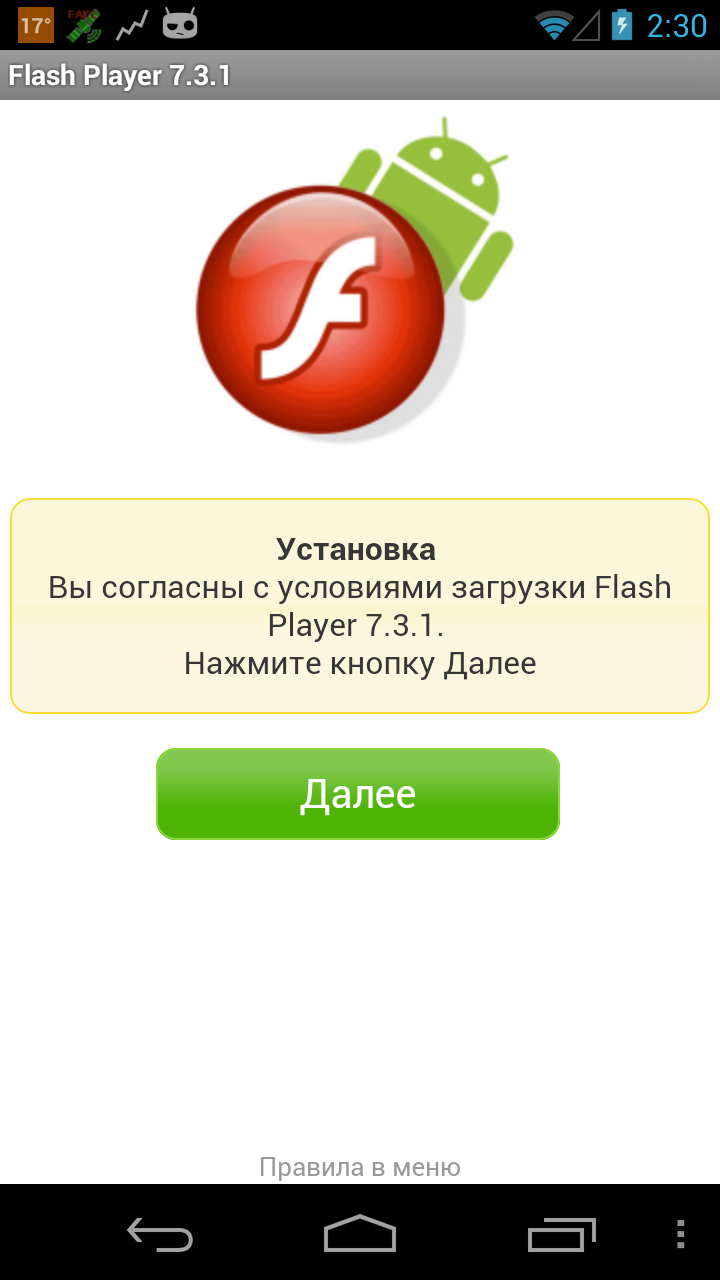 17°
FAKE
2:30
Flash Player 7.3.1
Установка
Вы согласны с условиями загрузки Flash
Player 7.3.1.
Нажмите кнопку Далее
Далее
Правила в меню